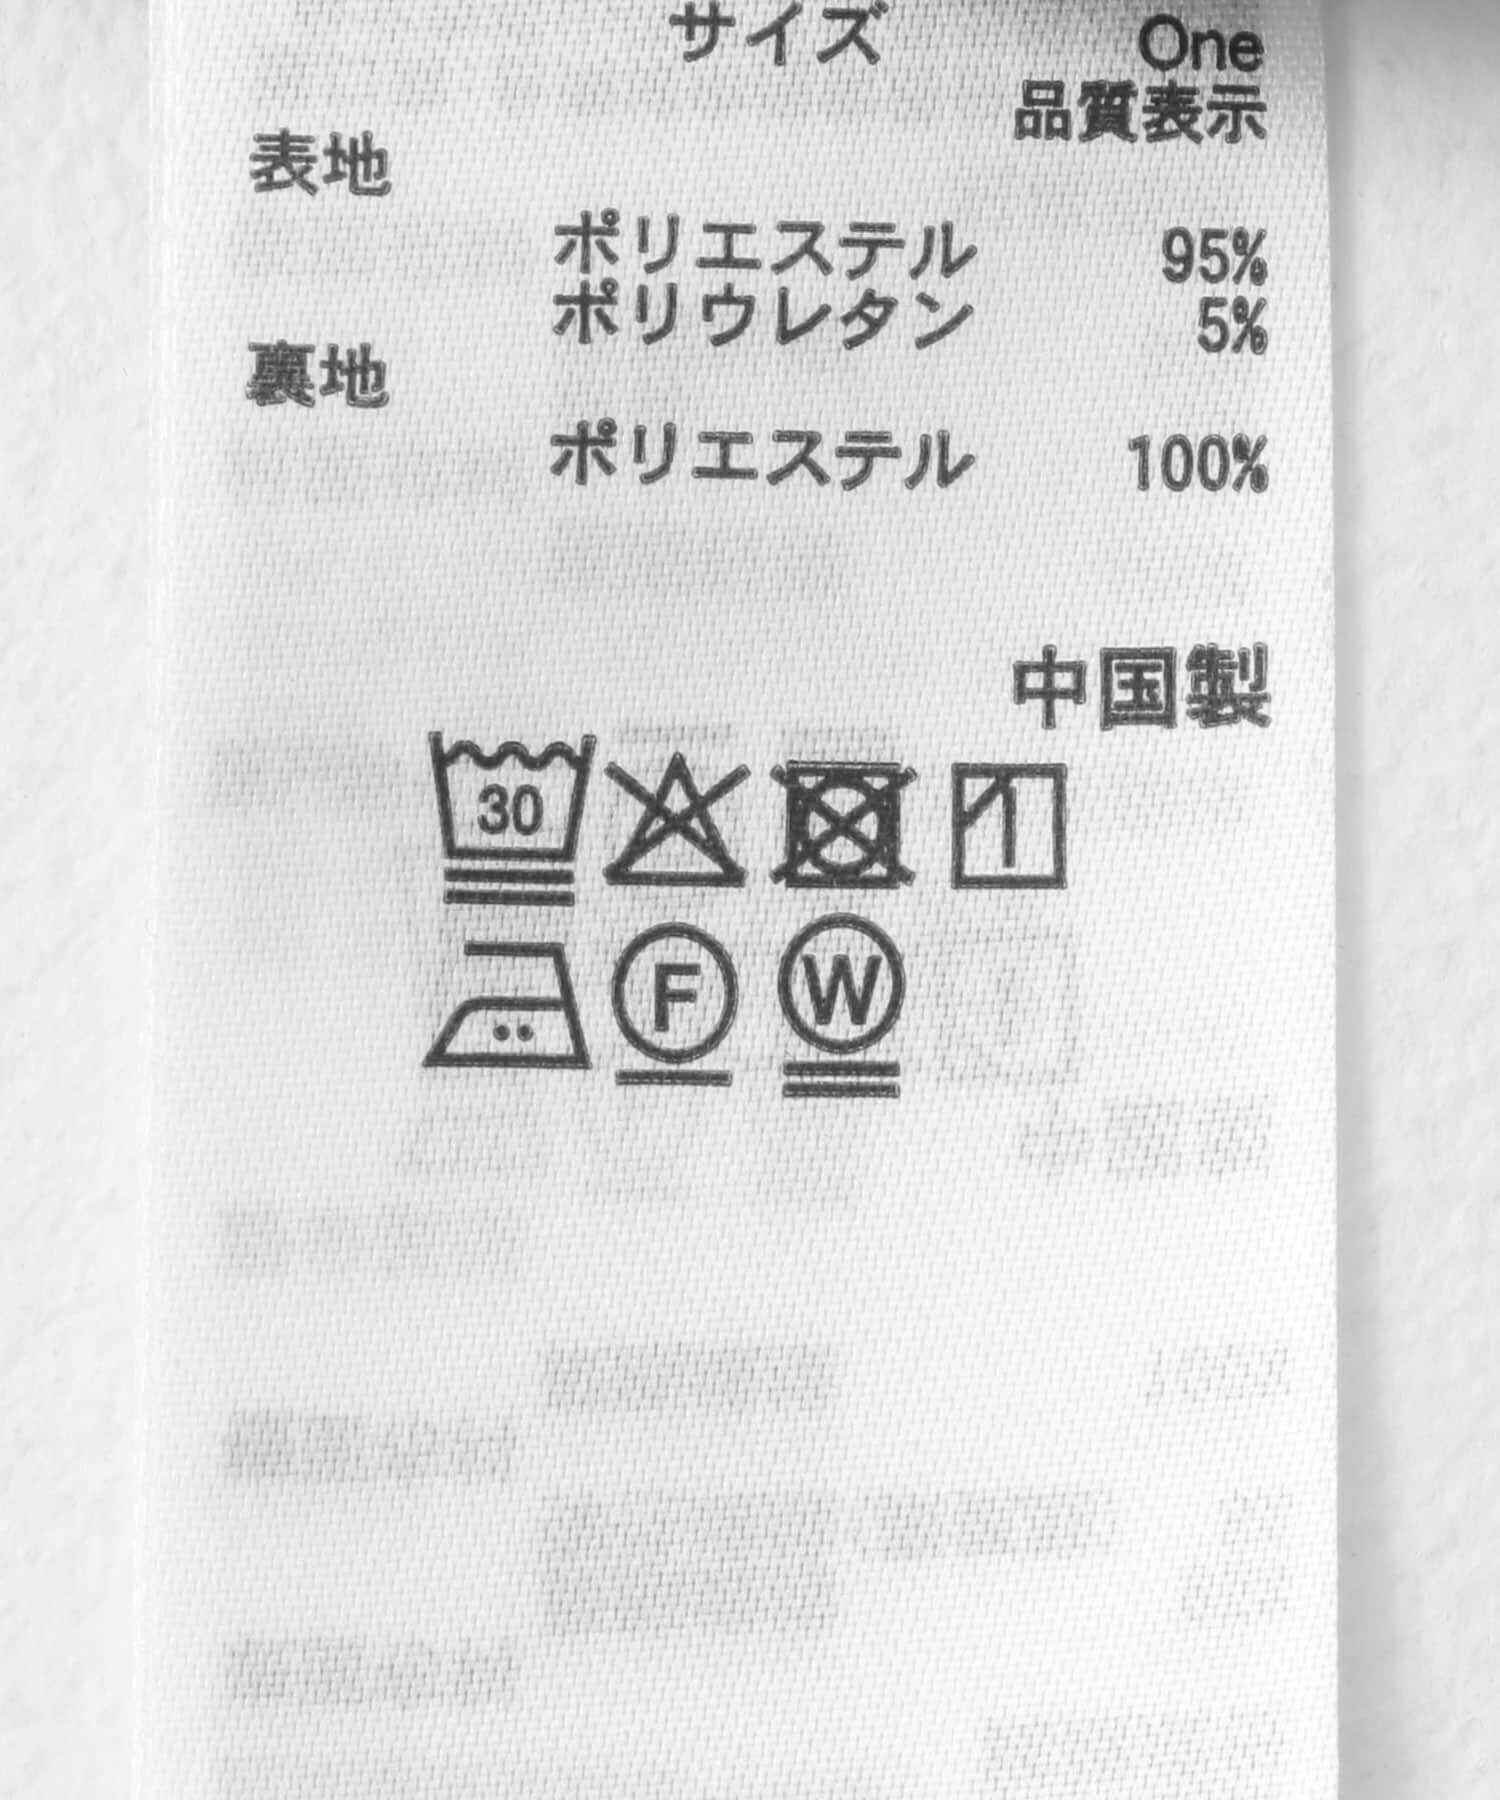 サイズ One
品質表示
表地
ポリエステル 95%
ポリウレタン 5%
裏地
ポリエステル 100%
中国製
30
F W